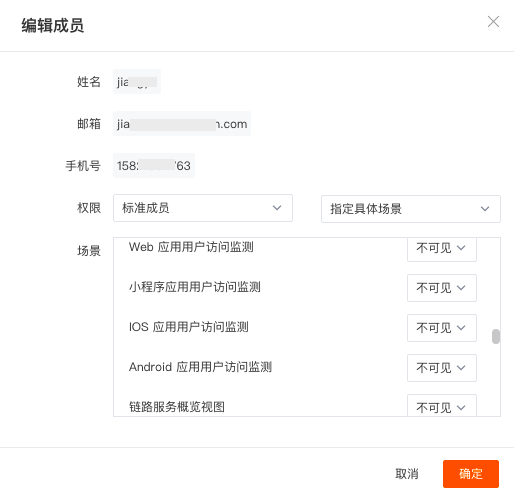 编辑成员
姓名
邮箱 jia n.com
手机号 158 63
权限 标准成员 指定具体场景
场景
Web 应用用户访问监测 不可见
小程序应用用户访问监测 不可见
IOS 应用用户访问监测 不可见
Android 应用用户访问监测 不可见
链路服务概览视图 不可见
取消 确定